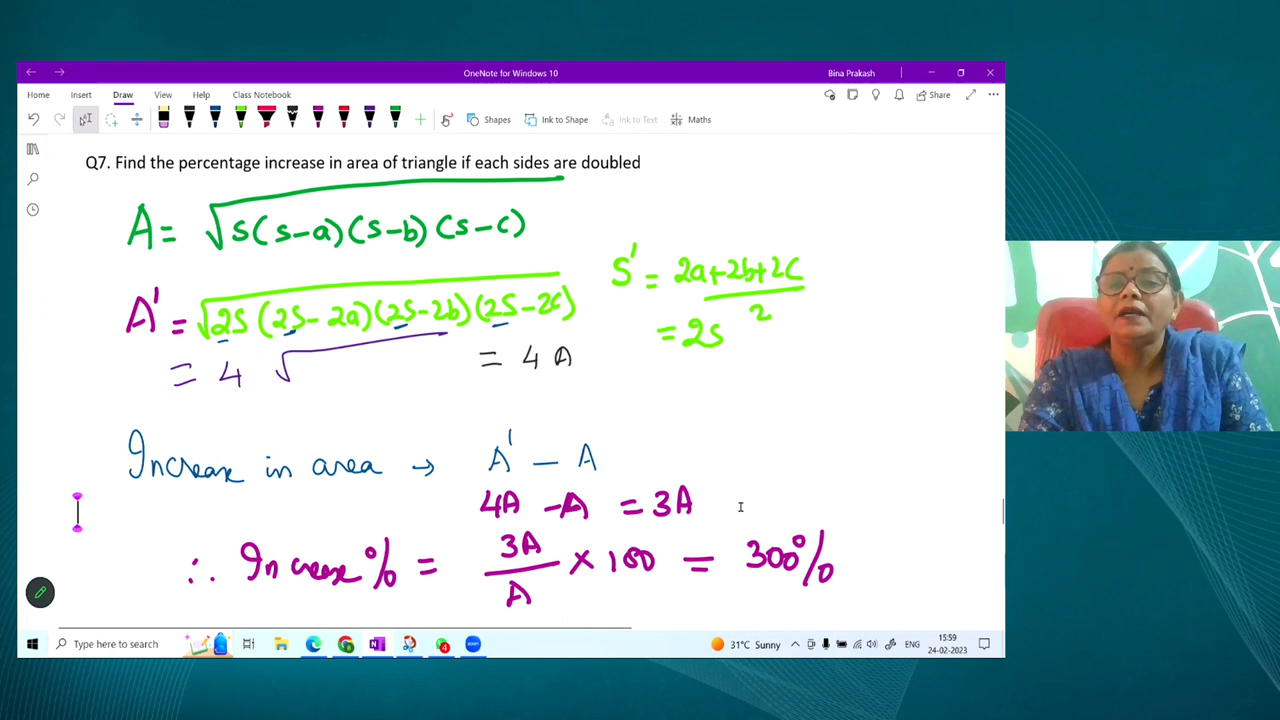 OneNote for Windows 10
Bina Prakash
Home Insert Draw View Help Class Notebook
Share
Shapes Ink to Shape Ink to Text Maths
Q7. Find the percentage increase in area of triangle if each sides are doubled
A = √s(s-a)(s-b)(s-c)
S' = 2a+2b+2c / 2
A' = √2S(2S-2a)(2S-2b)(2S-2c)
= 2s
= 4 √ = 4 A
Increase in area → A' - A
4A - A = 3A
∴ Increase % = 3A / A × 100 = 300%
Type here to search
4
31°C Sunny
ENG
15:59
24-02-2023